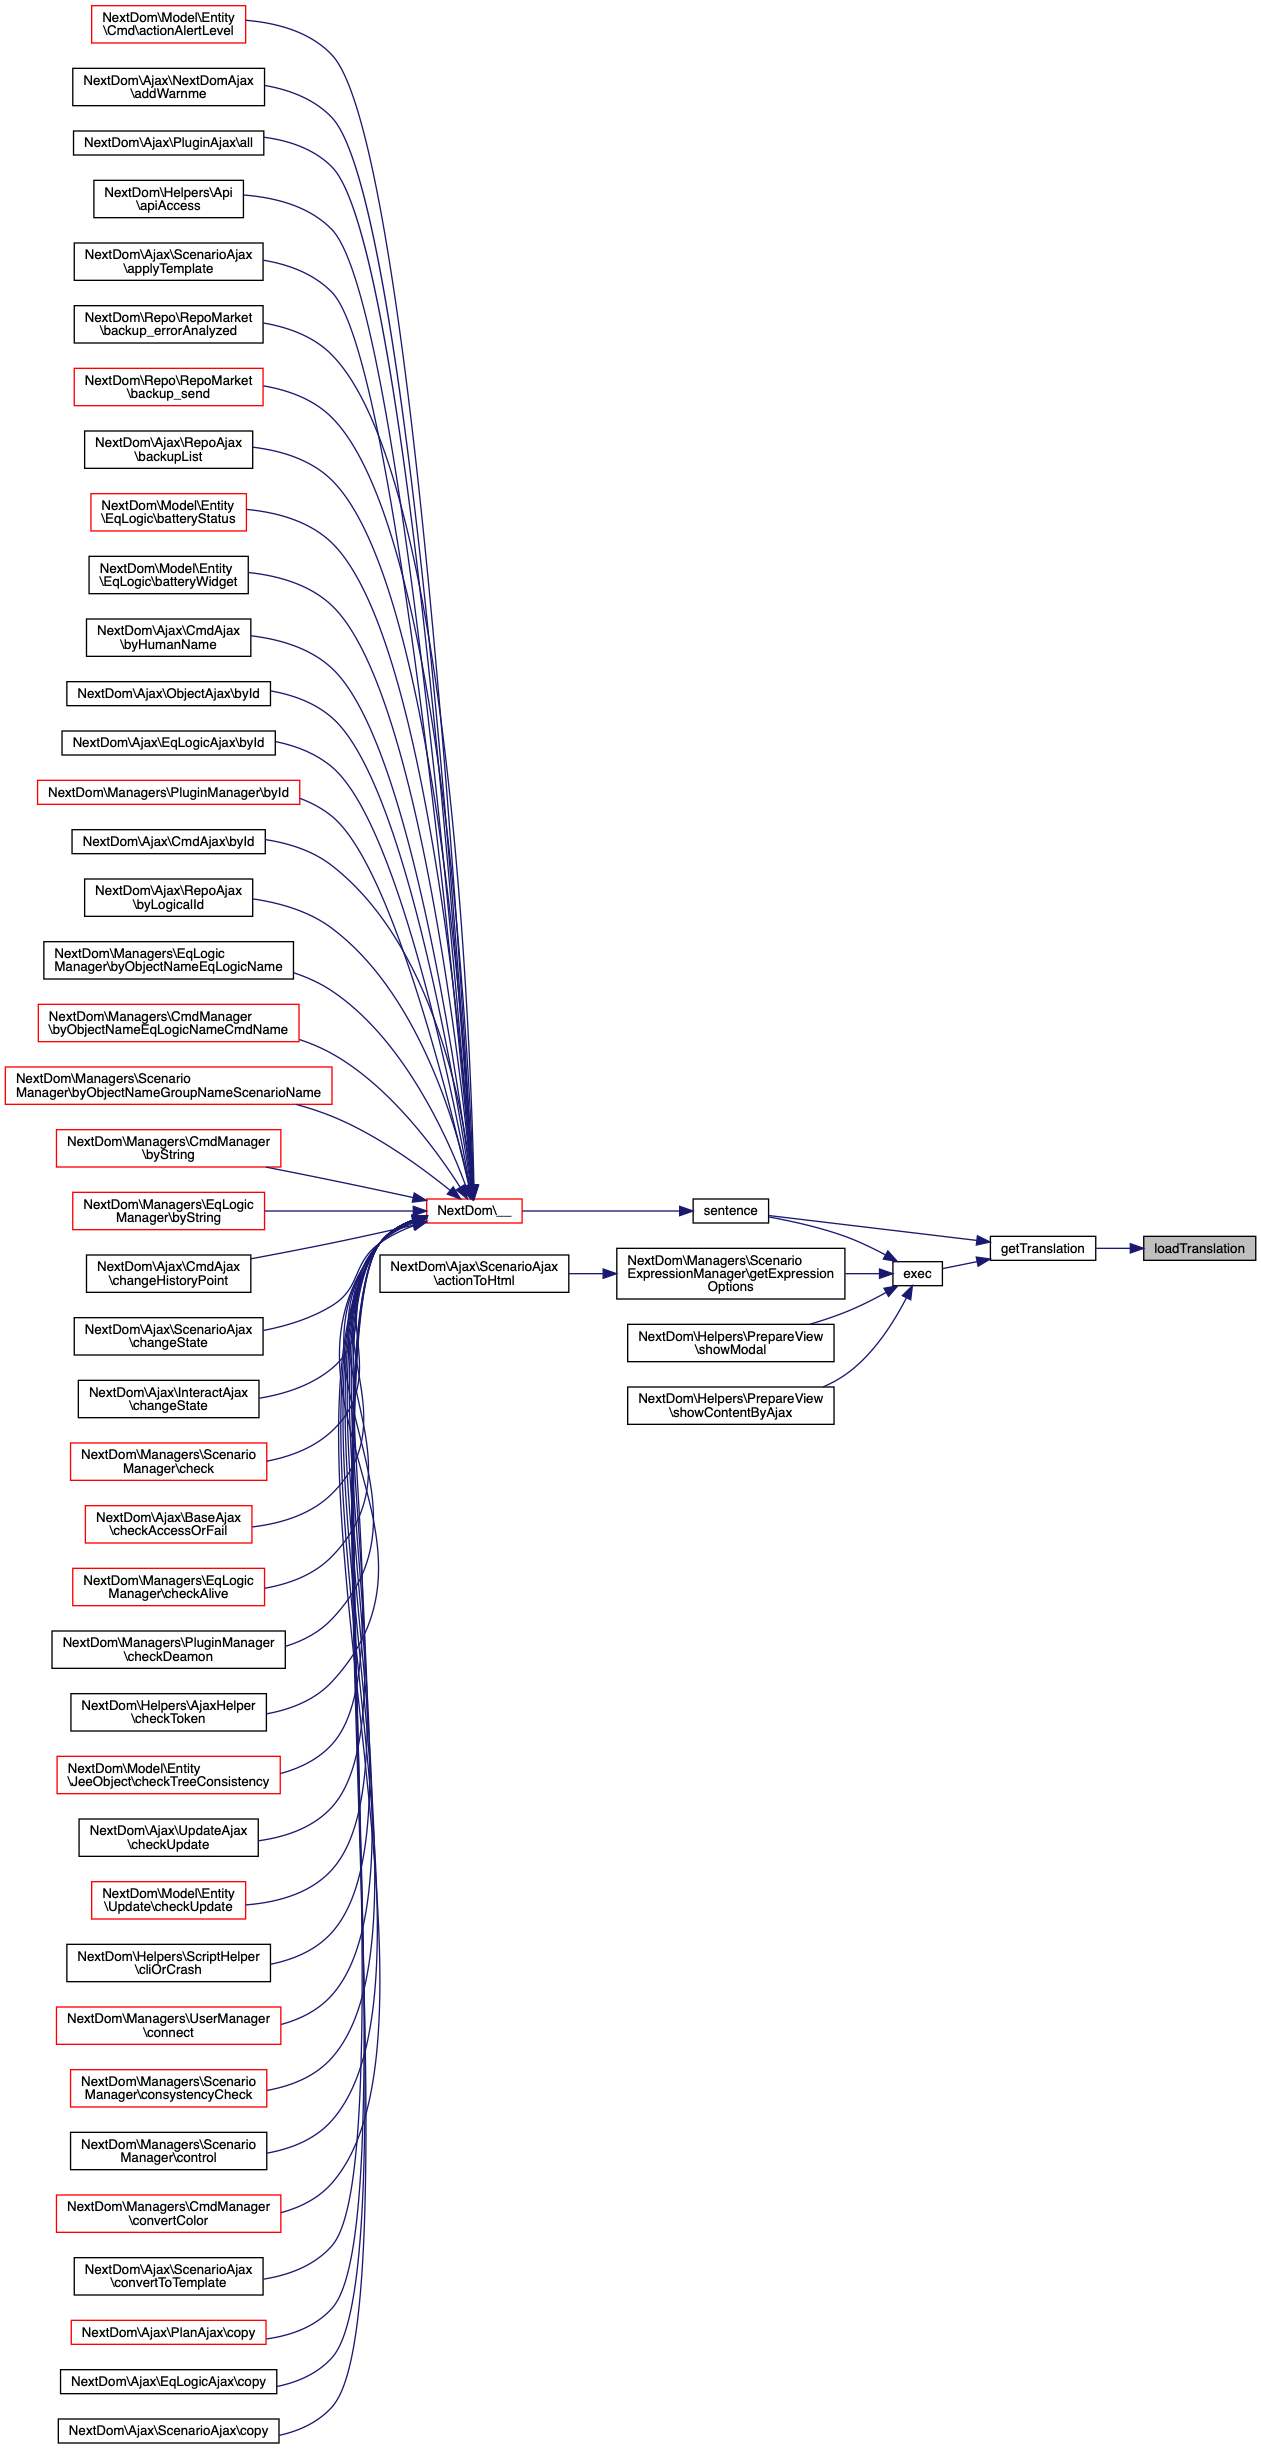 NextDom\Model\Entity
\Cmd\actionAlertLevel
NextDom\Ajax\NextDomAjax
\addWarnme
NextDom\Ajax\PluginAjax\all
NextDom\Helpers\Api
\apiAccess
NextDom\Ajax\ScenarioAjax
\applyTemplate
NextDom\Repo\RepoMarket
\backup_errorAnalyzed
NextDom\Repo\RepoMarket
\backup_send
NextDom\Ajax\RepoAjax
\backupList
NextDom\Model\Entity
\EqLogic\batteryStatus
NextDom\Model\Entity
\EqLogic\batteryWidget
NextDom\Ajax\CmdAjax
\byHumanName
NextDom\Ajax\ObjectAjax\byId
NextDom\Ajax\EqLogicAjax\byId
NextDom\Managers\PluginManager\byId
NextDom\Ajax\CmdAjax\byId
NextDom\Ajax\RepoAjax
\byLogicalId
NextDom\Managers\EqLogic
Manager\byObjectNameEqLogicName
NextDom\Managers\CmdManager
\byObjectNameEqLogicNameCmdName
NextDom\Managers\Scenario
Manager\byObjectNameGroupNameScenarioName
NextDom\Managers\CmdManager
\byString
NextDom\Managers\EqLogic
Manager\byString
NextDom\Ajax\CmdAjax
\changeHistoryPoint
NextDom\Ajax\ScenarioAjax
\changeState
NextDom\Ajax\InteractAjax
\changeState
NextDom\Managers\Scenario
Manager\check
NextDom\Ajax\BaseAjax
\checkAccessOrFail
NextDom\Managers\EqLogic
Manager\checkAlive
NextDom\Managers\PluginManager
\checkDeamon
NextDom\Helpers\AjaxHelper
\checkToken
NextDom\Model\Entity
\JeeObject\checkTreeConsistency
NextDom\Ajax\UpdateAjax
\checkUpdate
NextDom\Model\Entity
\Update\checkUpdate
NextDom\Helpers\ScriptHelper
\cliOrCrash
NextDom\Managers\UserManager
\connect
NextDom\Managers\Scenario
Manager\consystencyCheck
NextDom\Managers\Scenario
Manager\control
NextDom\Managers\CmdManager
\convertColor
NextDom\Ajax\ScenarioAjax
\convertToTemplate
NextDom\Ajax\PlanAjax\copy
NextDom\Ajax\EqLogicAjax\copy
NextDom\Ajax\ScenarioAjax\copy
NextDom\__
NextDom\Ajax\ScenarioAjax
\actionToHtml
sentence
NextDom\Managers\Scenario
ExpressionManager\getExpression
Options
NextDom\Helpers\PrepareView
\showModal
NextDom\Helpers\PrepareView
\showContentByAjax
exec
getTranslation
loadTranslation